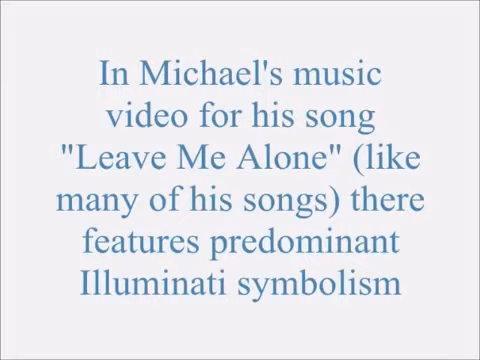 In Michael's music
video for his song
"Leave Me Alone" (like
many of his songs) there
features predominant
Illuminati symbolism